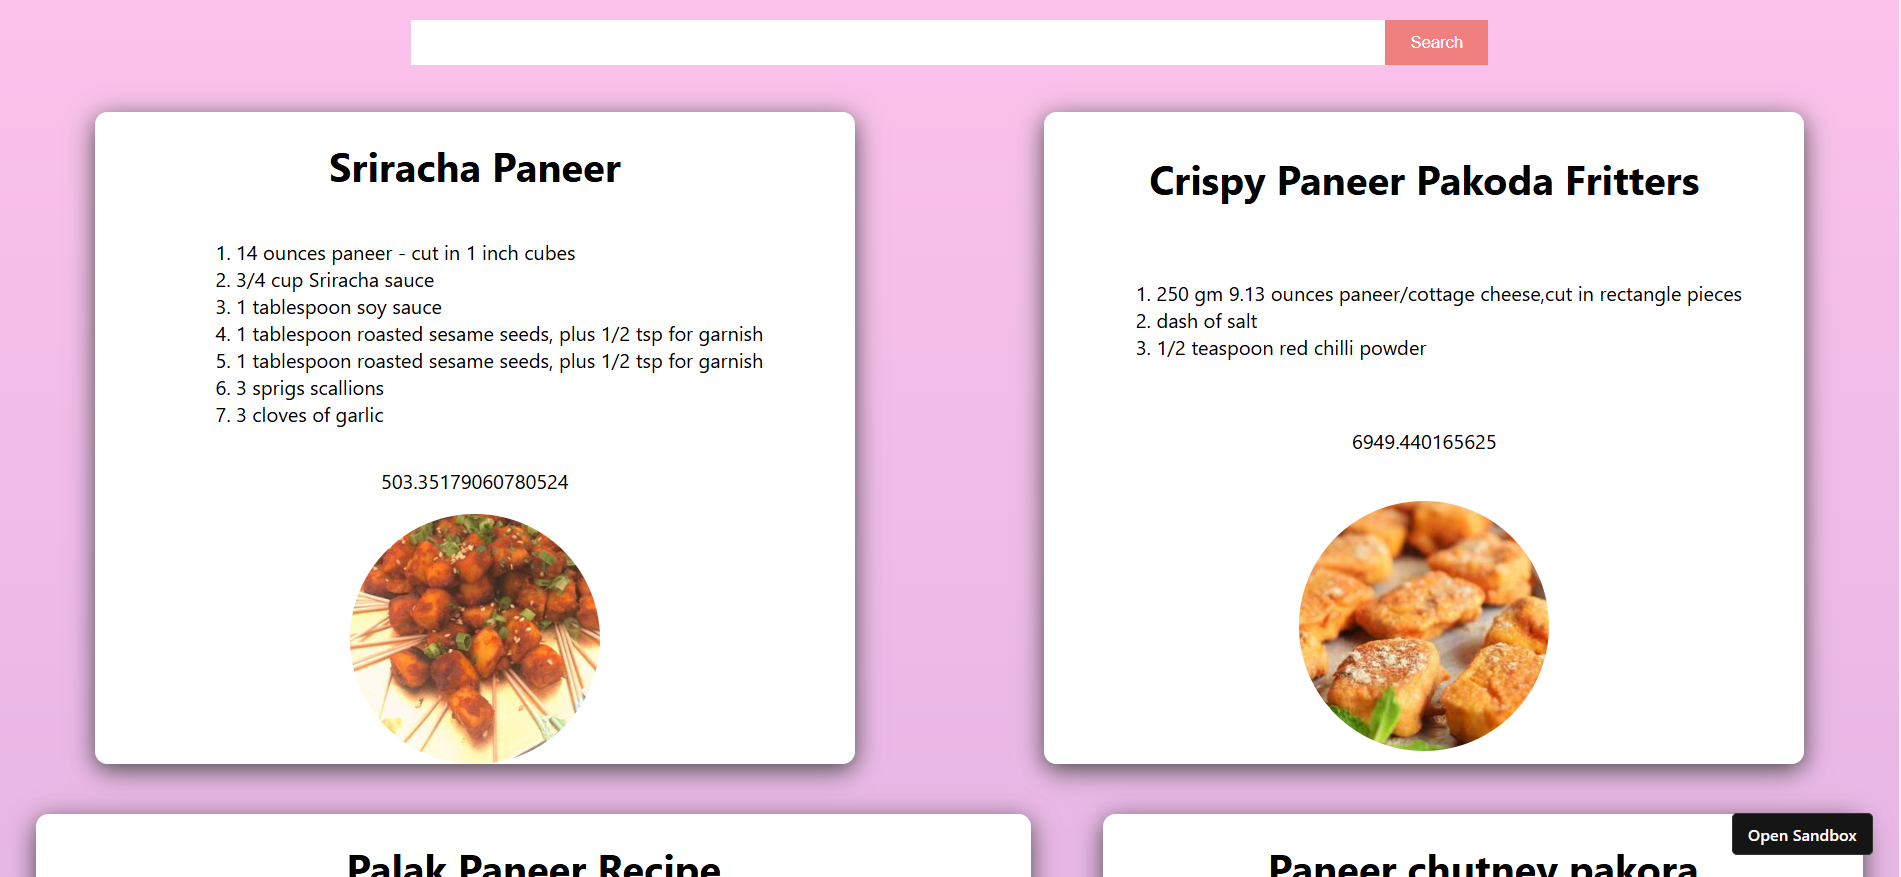 Search
Sriracha Paneer
1. 14 ounces paneer - cut in 1 inch cubes
2. 3/4 cup Sriracha sauce
3. 1 tablespoon soy sauce
4. 1 tablespoon roasted sesame seeds, plus 1/2 tsp for garnish
5. 1 tablespoon roasted sesame seeds, plus 1/2 tsp for garnish
6. 3 sprigs scallions
7. 3 cloves of garlic
503.35179060780524
Crispy Paneer Pakoda Fritters
1. 250 gm 9.13 ounces paneer/cottage cheese,cut in rectangle pieces
2. dash of salt
3. 1/2 teaspoon red chilli powder
6949.440165625
Palak Paneer Recipe
Paneer chutney pakora
Open Sandbox